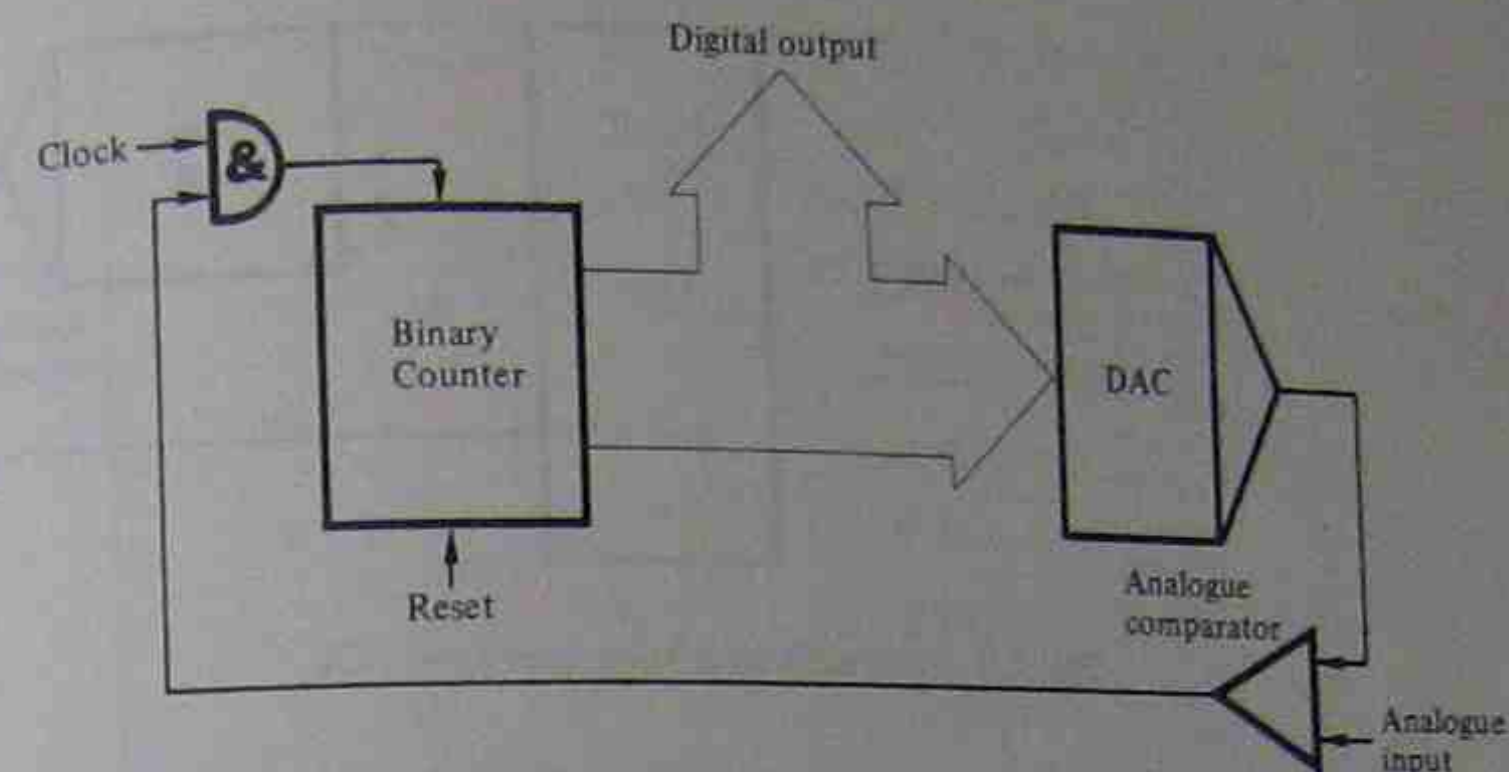 Digital output
Clock
&
Binary
Counter
DAC
Reset
Analogue
comparator
Analogue
input